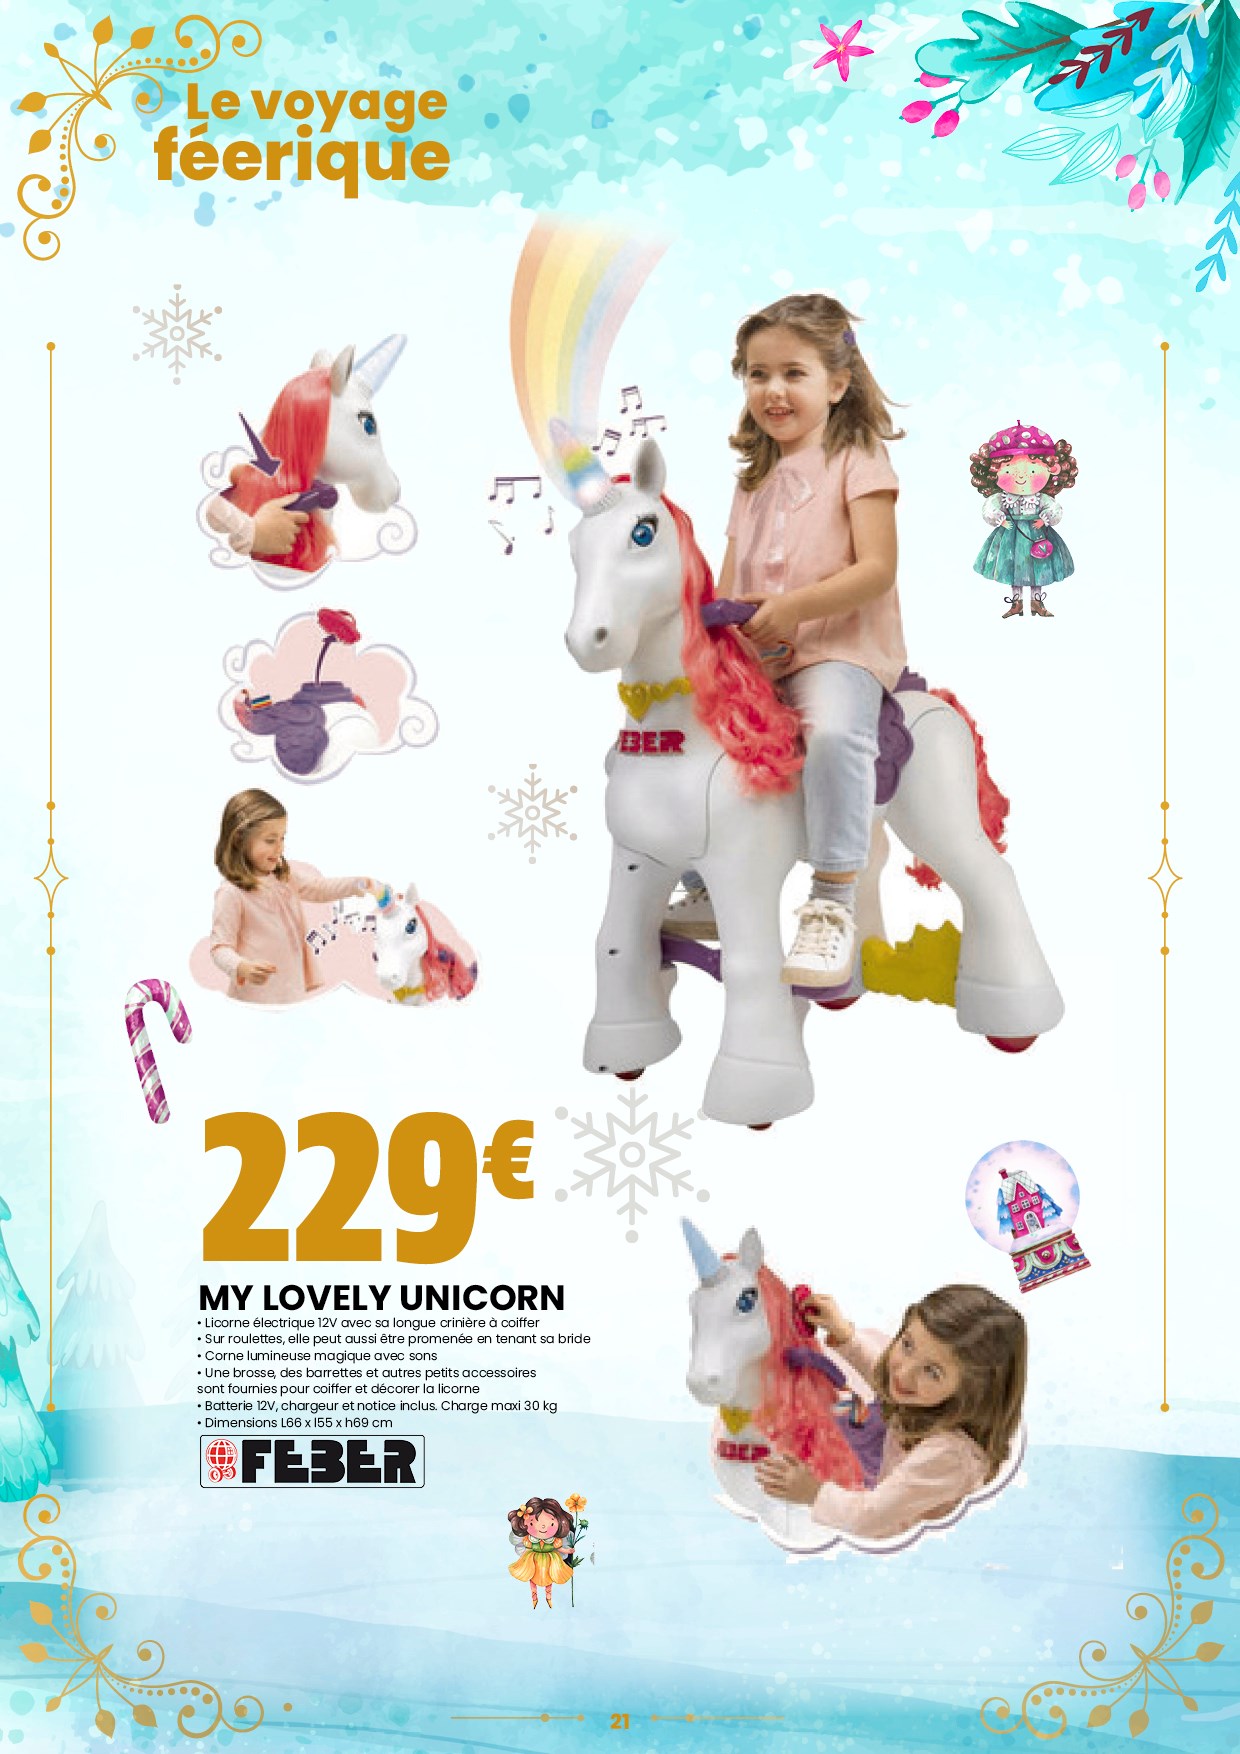 Le voyage
féerique
FEBER
229€
MY LOVELY UNICORN
• Licorne électrique 12V avec sa longue crinière à coiffer
• Sur roulettes, elle peut aussi être promenée en tenant sa bride
• Corne lumineuse magique avec sons
• Une brosse, des barrettes et autres petits accessoires
sont fournies pour coiffer et décorer la licorne
• Batterie 12V, chargeur et notice inclus. Charge maxi 30 kg
• Dimensions L66 x l55 x h69 cm
FEBER
21